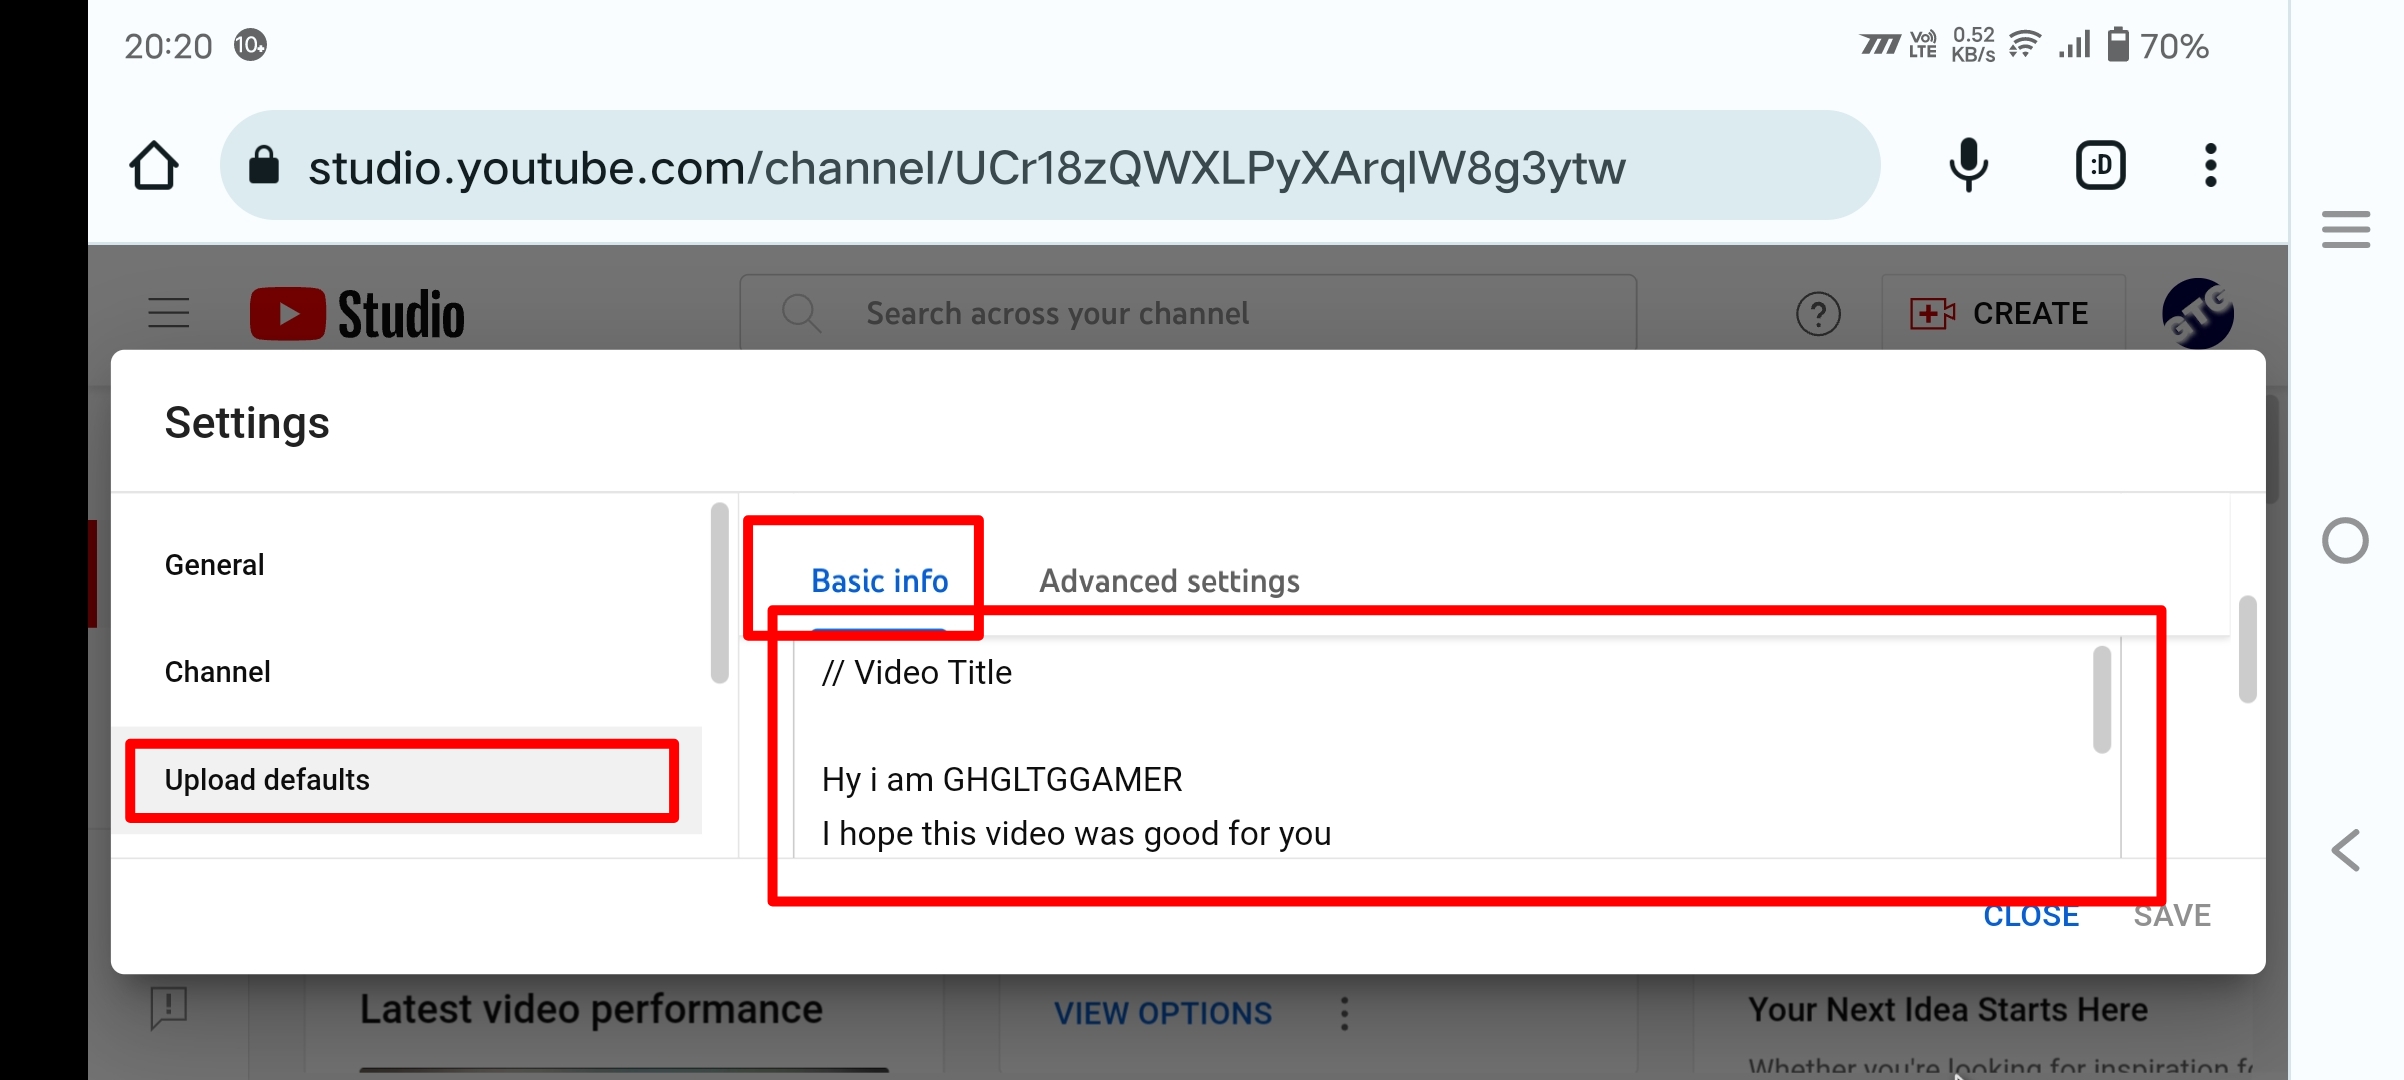 20:20 10+ Vo) LTE 0.52 KB/s 70%
studio.youtube.com/channel/UCr18zQWXLPyXArqlW8g3ytw :D
Studio Search across your channel ? CREATE GTG
Settings
General
Channel
Upload defaults
Basic info Advanced settings
// Video Title
Hy i am GHGLTGGAMER
I hope this video was good for you
CLOSE SAVE
Latest video performance VIEW OPTIONS Your Next Idea Starts Here
Whether you're looking for inspiration